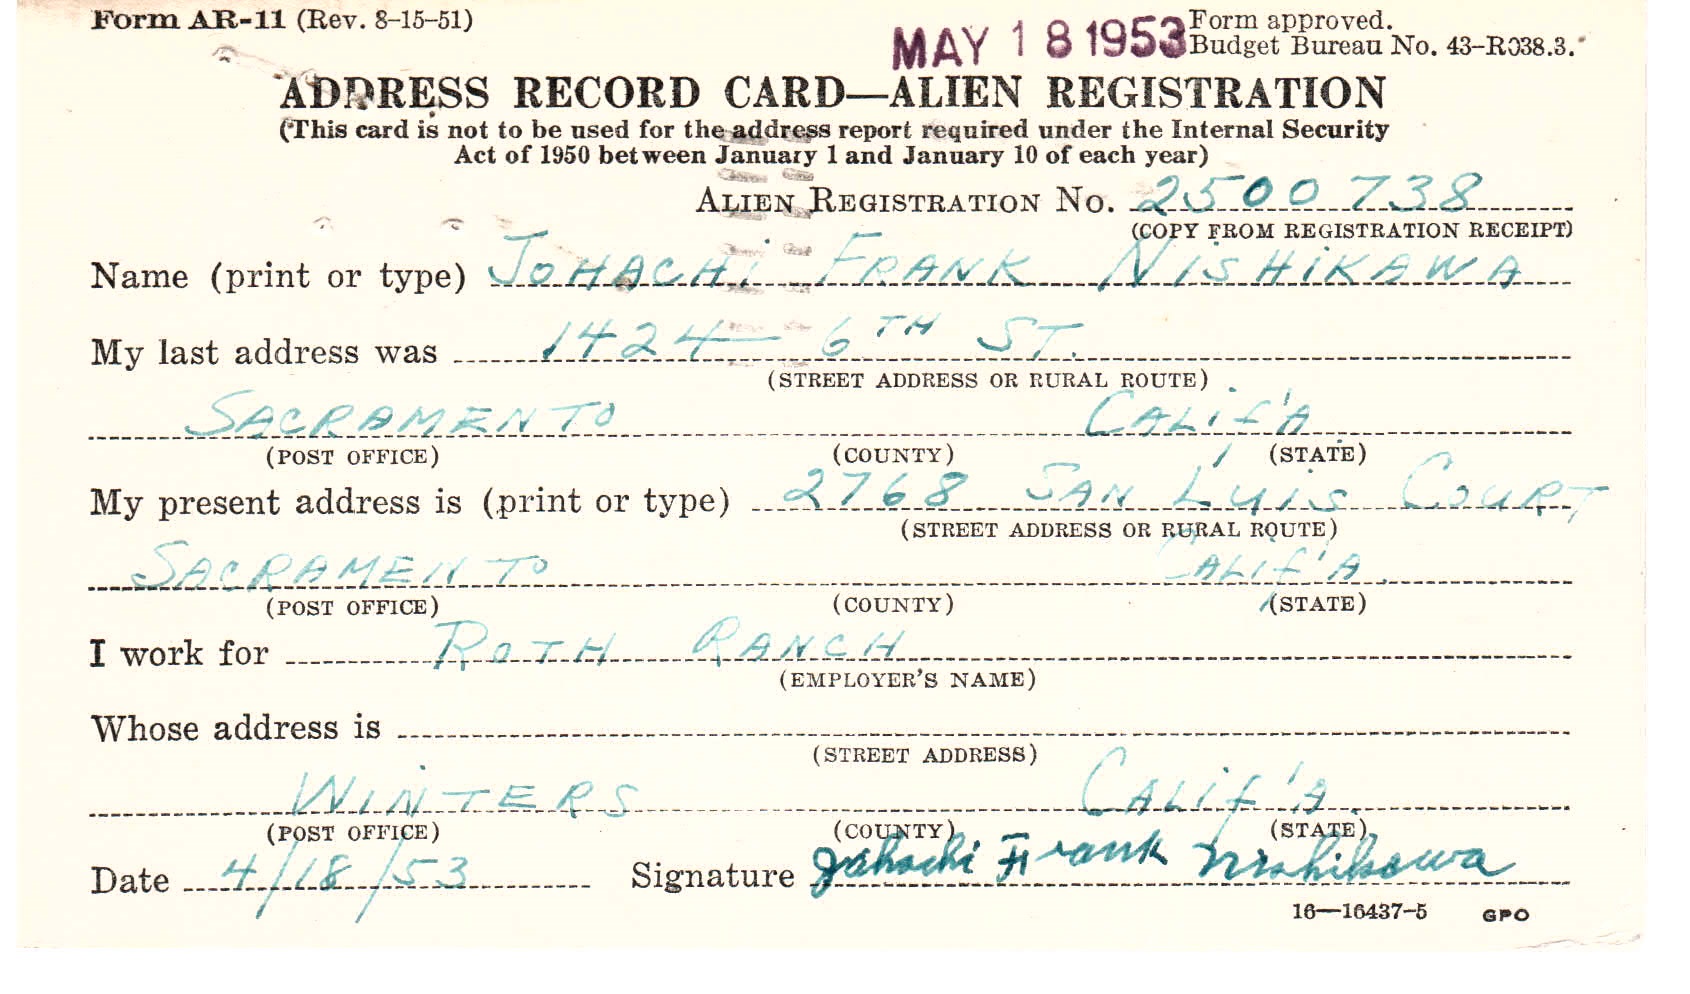 Form AR-11 (Rev. 8-15-51)
MAY 18 1953
Form approved.
Budget Bureau No. 43-R038.3.
ADDRESS RECORD CARD—ALIEN REGISTRATION
(This card is not to be used for the address report required under the Internal Security
Act of 1950 between January 1 and January 10 of each year)
ALIEN REGISTRATION No. 2500738
(COPY FROM REGISTRATION RECEIPT)
Name (print or type) JOHACHI FRANK NISHIKAWA
My last address was 1424- 6TH ST.
(STREET ADDRESS OR RURAL ROUTE)
SACRAMENTO CALIF'A
(POST OFFICE) (COUNTY) (STATE)
My present address is (print or type) 2768 SAN LUIS COURT
(STREET ADDRESS OR RURAL ROUTE)
SACRAMENTO CALIF'A.
(POST OFFICE) (COUNTY) (STATE)
I work for ROTH RANCH
(EMPLOYER'S NAME)
Whose address is
(STREET ADDRESS)
WINTERS CALIF'A.
(POST OFFICE) (COUNTY) (STATE)
Date 4/18/53 Signature Johachi Frank Nishikawa
16—16437-5 GPO